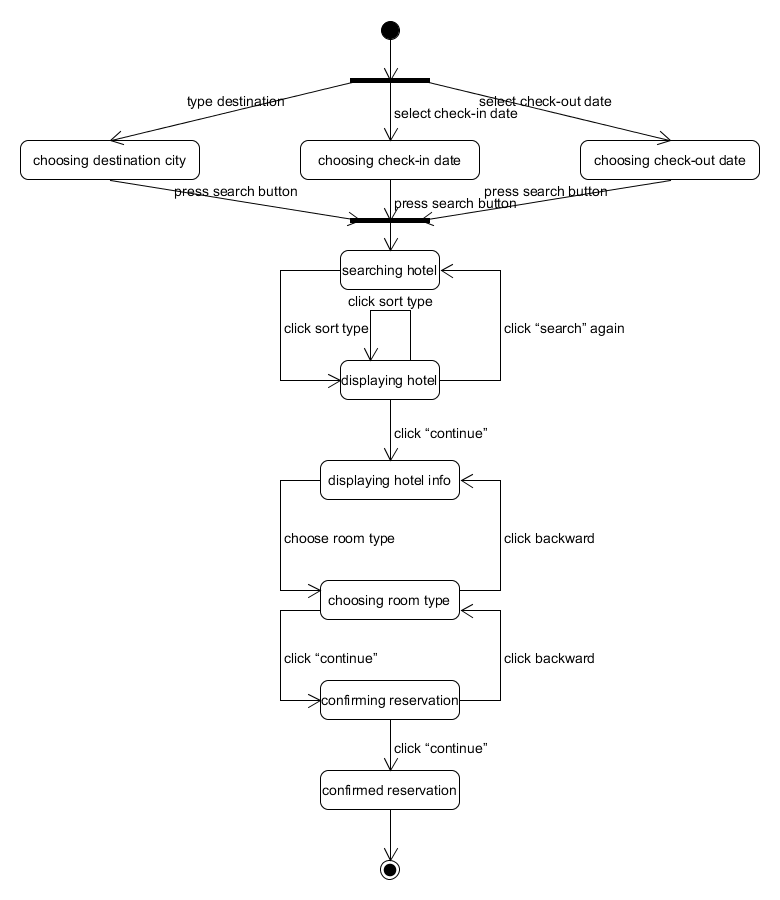 type destination
select check-out date
select check-in date
choosing destination city
choosing check-in date
choosing check-out date
press search button
press search button
press search button
searching hotel
click sort type
click sort type
click “search” again
displaying hotel
click “continue”
displaying hotel info
choose room type
click backward
choosing room type
click “continue”
click backward
confirming reservation
click “continue”
confirmed reservation